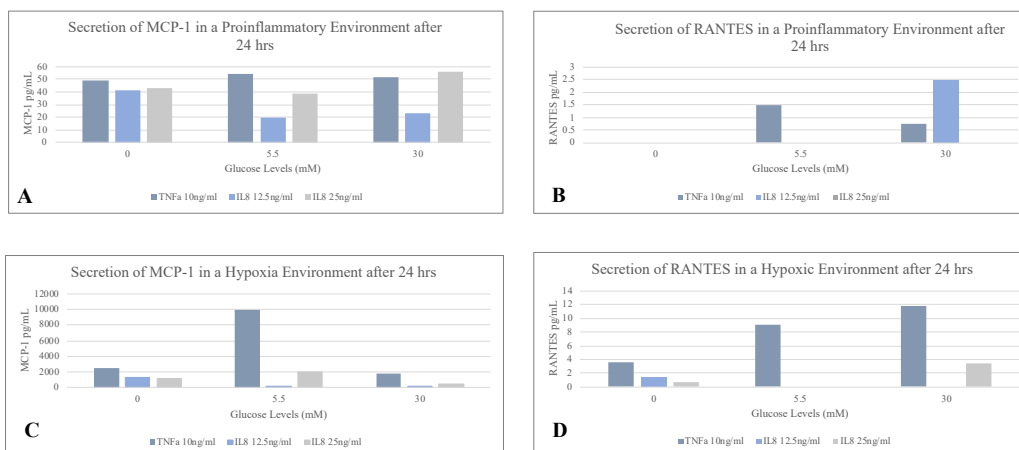 Secretion of MCP-1 in a Proinflammatory Environment after
24 hrs
MCP-1 pg/mL
60
50
40
30
20
10
0
0 5.5 30
Glucose Levels (mM)
TNFa 10ng/ml IL8 12.5ng/ml IL8 25ng/ml
A
Secretion of RANTES in a Proinflammatory Environment after
24 hrs
RANTES pg/mL
3
2.5
2
1.5
1
0.5
0
0 5.5 30
Glucose Levels (mM)
TNFa 10ng/ml IL8 12.5ng/ml IL8 25ng/ml
B
Secretion of MCP-1 in a Hypoxia Environment after 24 hrs
MCP-1 pg/mL
12000
10000
8000
6000
4000
2000
0
0 5.5 30
Glucose Levels (mM)
TNFa 10ng/ml IL8 12.5ng/ml IL8 25ng/ml
C
Secretion of RANTES in a Hypoxic Environment after 24 hrs
RANTES pg/mL
14
12
10
8
6
4
2
0
0 5.5 30
Glucose Levels (mM)
TNFa 10ng/ml IL8 12.5ng/ml IL8 25ng/ml
D